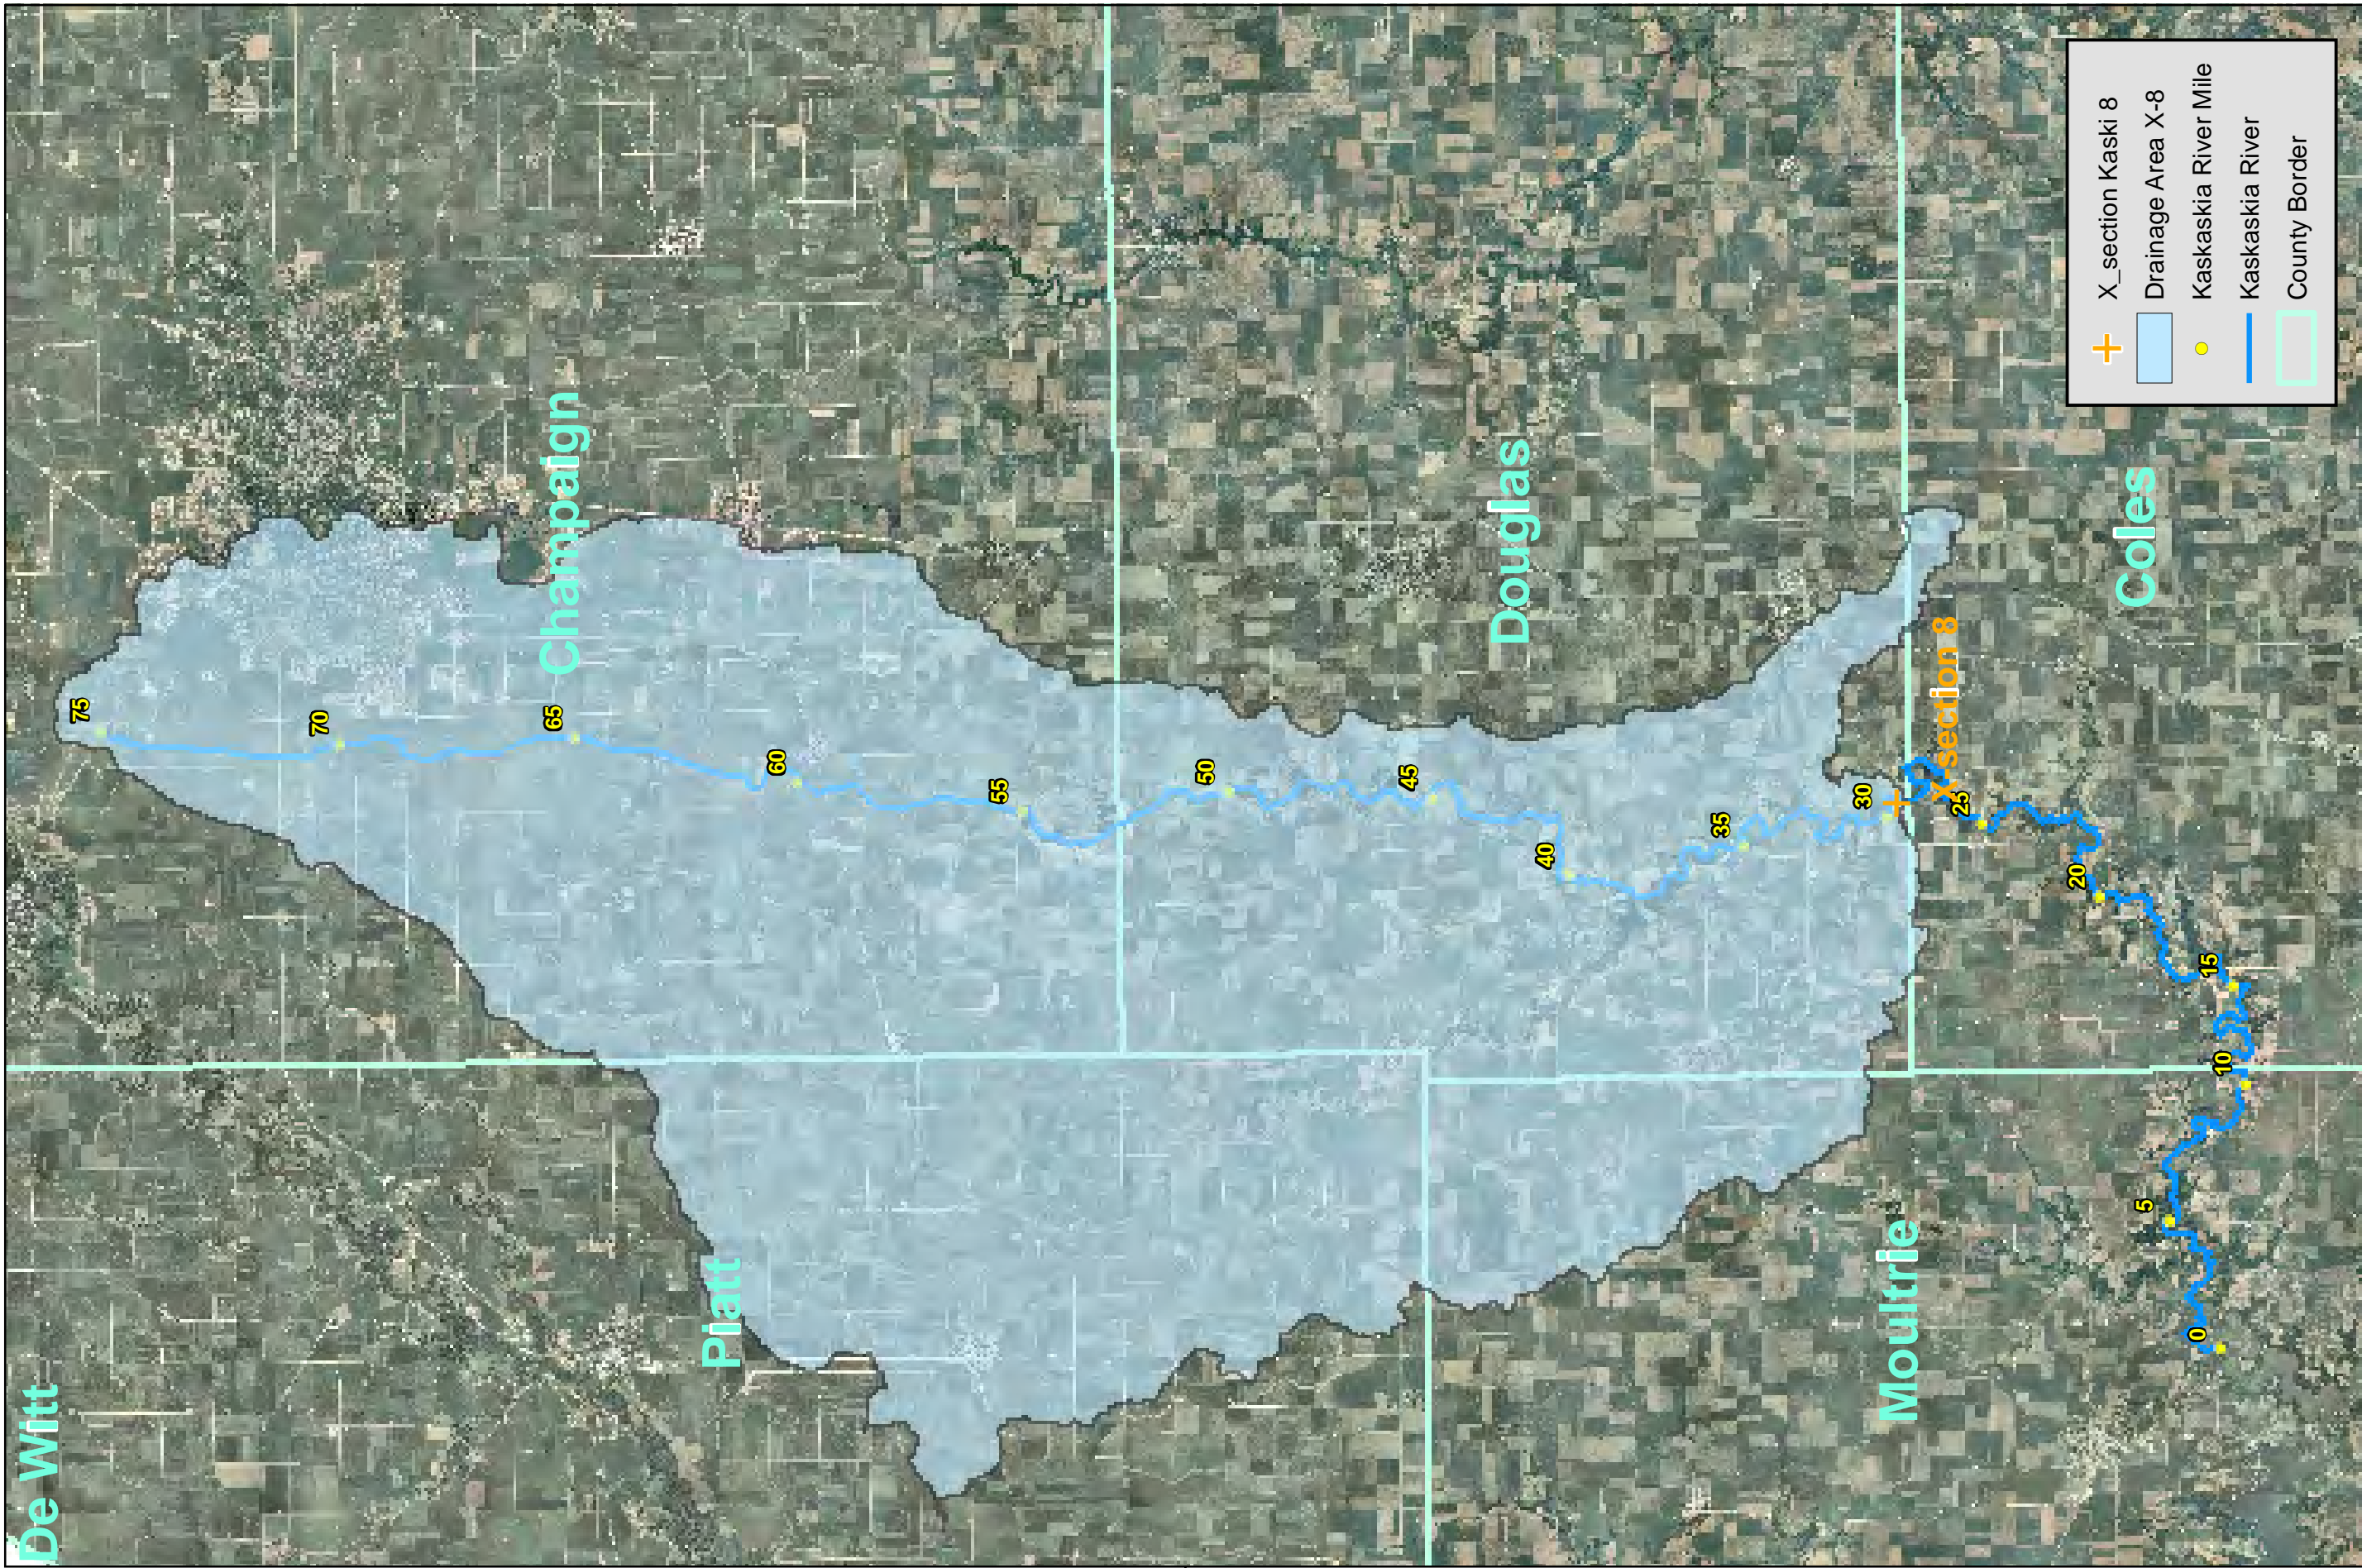 De Witt
Piatt
Champaign
Douglas
Moultrie
Coles
X-section 8
75
70
65
60
55
50
45
40
35
30
25
20
15
10
5
0
X_section Kaski 8
Drainage Area X-8
Kaskaskia River Mile
Kaskaskia River
County Border